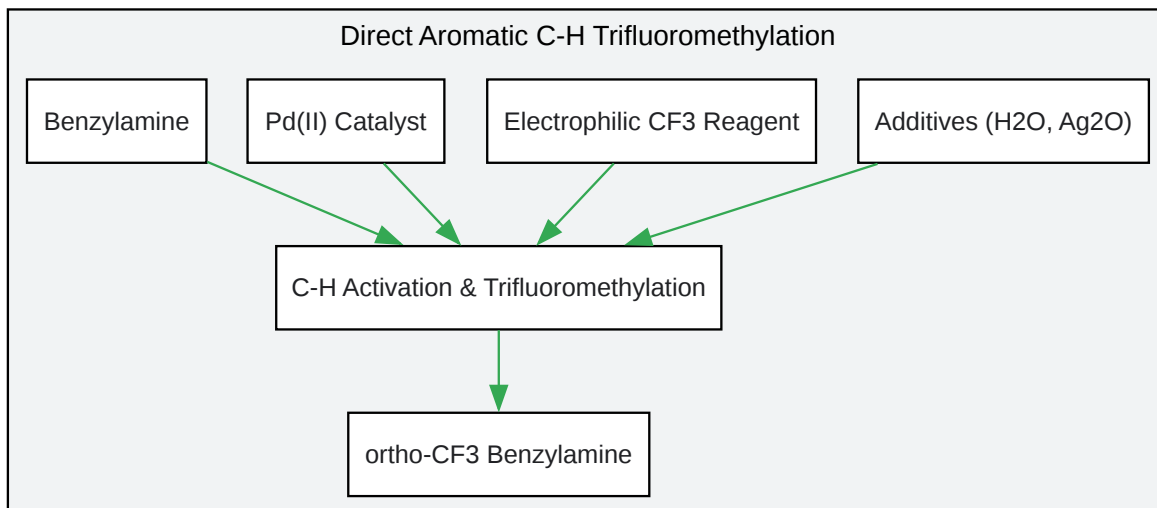 Direct Aromatic C-H Trifluoromethylation
Benzylamine
Pd(II) Catalyst
Electrophilic CF3 Reagent
Additives (H2O, Ag2O)
C-H Activation & Trifluoromethylation
ortho-CF3 Benzylamine